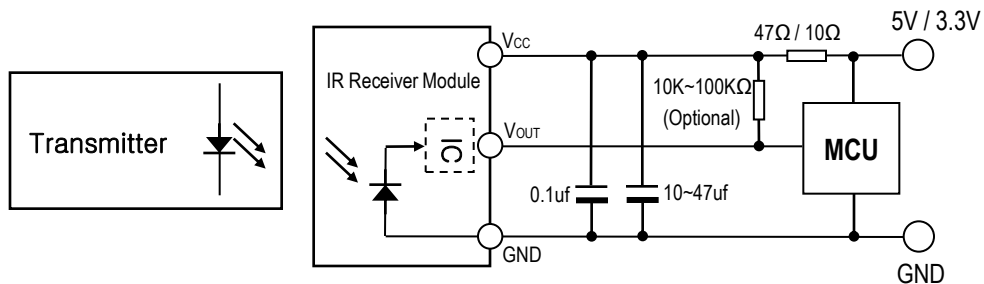 Transmitter
IR Receiver Module
IC
VCC
VOUT
GND
0.1uf
10~47uf
10K~100KΩ
(Optional)
47Ω / 10Ω
5V / 3.3V
MCU
GND